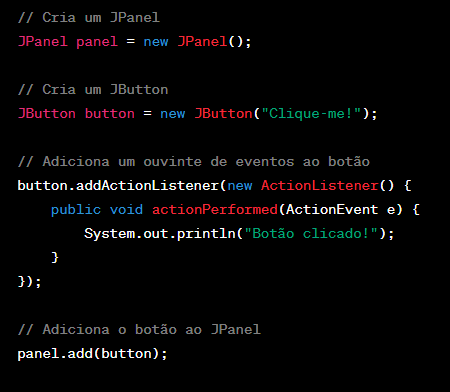 // Cria um JPanel
JPanel panel = new JPanel();
// Cria um JButton
JButton button = new JButton("Clique-me!");
// Adiciona um ouvinte de eventos ao botão
button.addActionListener(new ActionListener() {
    public void actionPerformed(ActionEvent e) {
        System.out.println("Botão clicado!");
    }
});
// Adiciona o botão ao JPanel
panel.add(button);